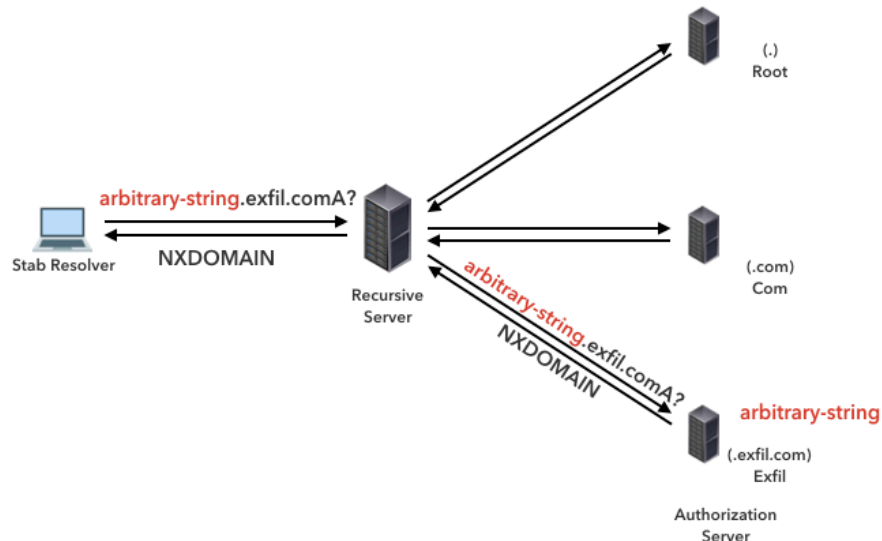 (.)
Root
arbitrary-string.exfil.comA?
NXDOMAIN
Stab Resolver
Recursive
Server
(.com)
Com
arbitrary-string.exfil.comA?
NXDOMAIN
arbitrary-string
(.exfil.com)
Exfil
Authorization
Server